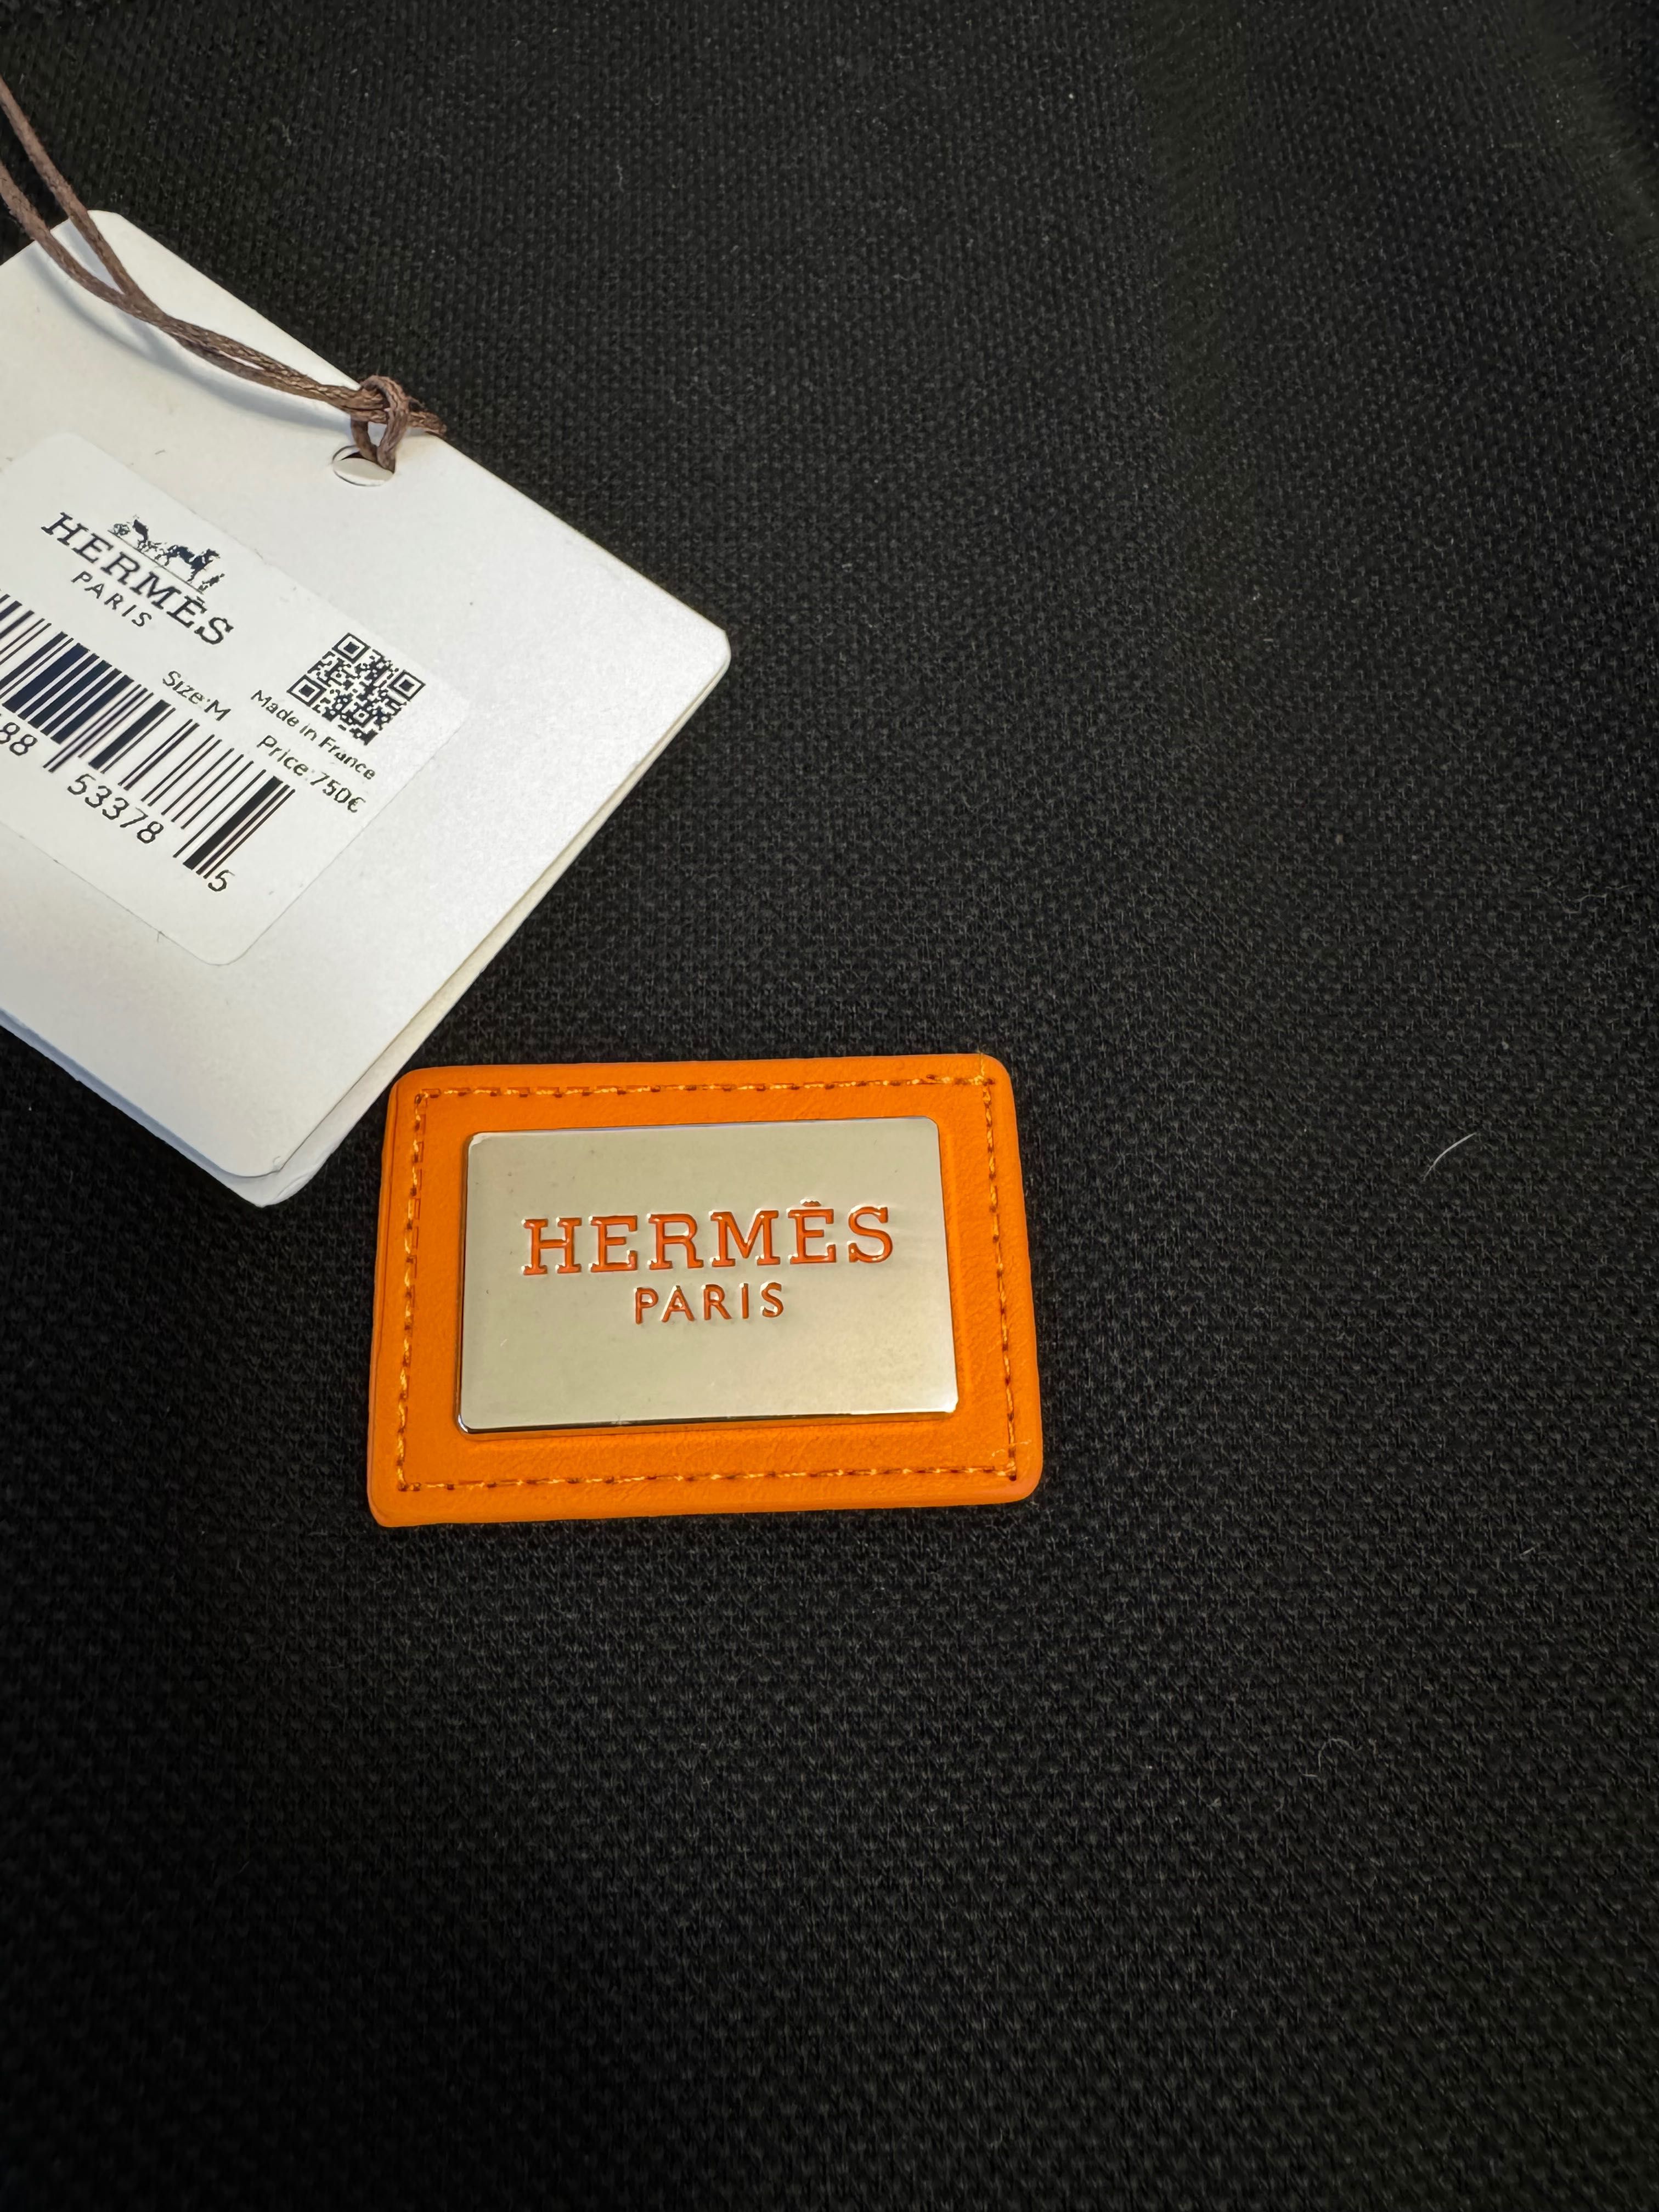 HERMÈS
PARIS
Size:M
Made in France
Price:750€
88 53378 5
HERMÈS
PARIS